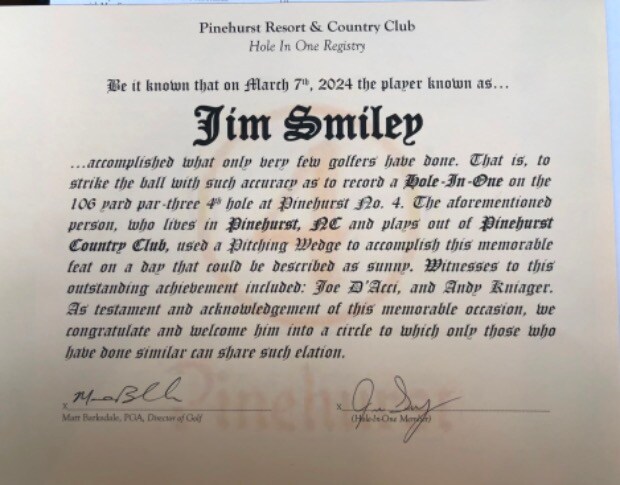 Pinehurst Resort & Country Club
Hole In One Registry
Be it known that on March 7th, 2024 the player known as...
Jim Smiley
...accomplished what only very few golfers have done. That is, to
strike the ball with such accuracy as to record a Hole-In-One on the
106 yard par-three 4th hole at Pinehurst No. 4. The aforementioned
person, who lives in Pinehurst, NC and plays out of Pinehurst
Country Club, used a Pitching Wedge to accomplish this memorable
feat on a day that could be described as sunny. Witnesses to this
outstanding achievement included: Joe D'Acci, and Andy Kniager.
As testament and acknowledgement of this memorable occasion, we
congratulate and welcome him into a circle to which only those who
have done similar can share such elation.
Pinehurst
x
x
Matt Barksdale, PGA, Director of Golf
(Hole-In-One Member)